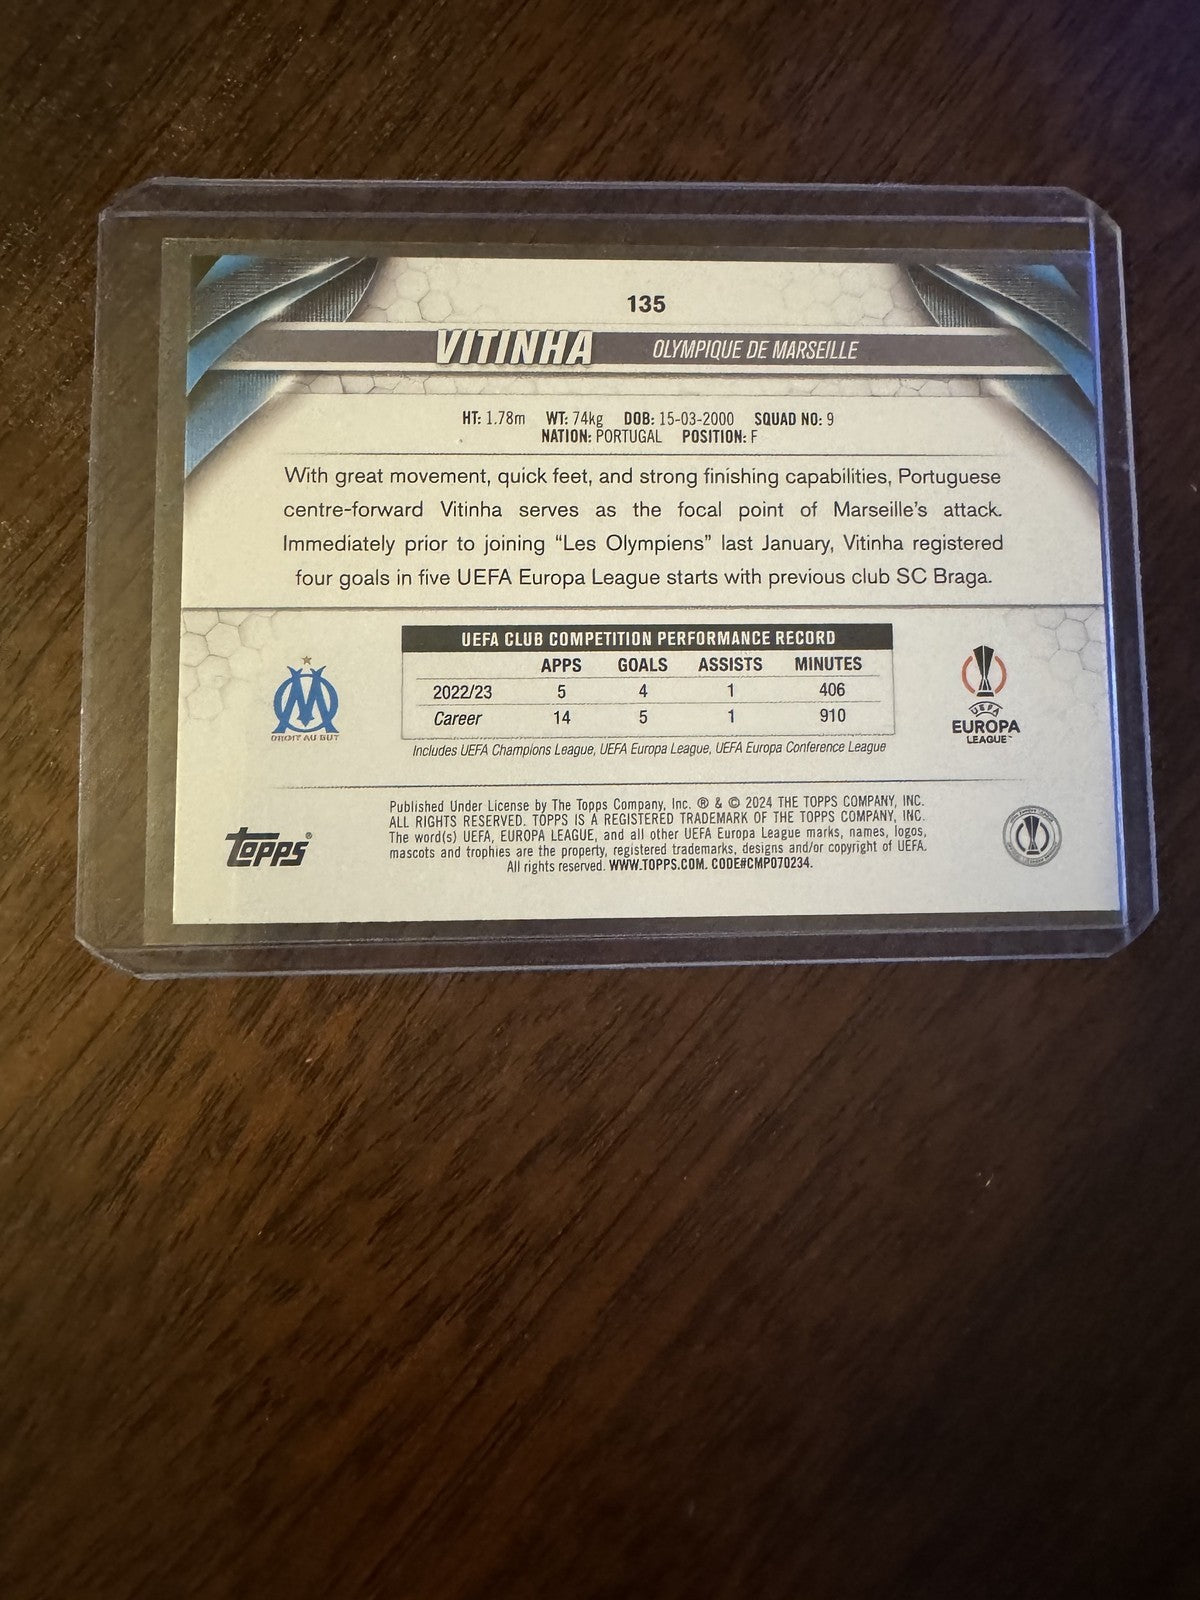 135
VITINHA OLYMPIQUE DE MARSEILLE
HT: 1.78m WT: 74kg DOB: 15-03-2000 SQUAD NO: 9
NATION: PORTUGAL POSITION: F
With great movement, quick feet, and strong finishing capabilities, Portuguese
centre-forward Vitinha serves as the focal point of Marseille's attack.
Immediately prior to joining “Les Olympiens” last January, Vitinha registered
four goals in five UEFA Europa League starts with previous club SC Braga.
UEFA CLUB COMPETITION PERFORMANCE RECORD
APPS GOALS ASSISTS MINUTES
2022/23 5 4 1 406
Career 14 5 1 910
Includes UEFA Champions League, UEFA Europa League, UEFA Europa Conference League
M
DROIT AU BUT
UEFA
EUROPA
LEAGUE™
Published Under License by The Topps Company, Inc. ® & © 2024 THE TOPPS COMPANY, INC.
ALL RIGHTS RESERVED. TOPPS IS A REGISTERED TRADEMARK OF THE TOPPS COMPANY, INC.
The word(s) UEFA, EUROPA LEAGUE, and all other UEFA Europa League marks, names, logos,
mascots and trophies are the property, registered trademarks, designs and/or copyright of UEFA.
All rights reserved. WWW.TOPPS.COM. CODE#CMP070234.
Topps®